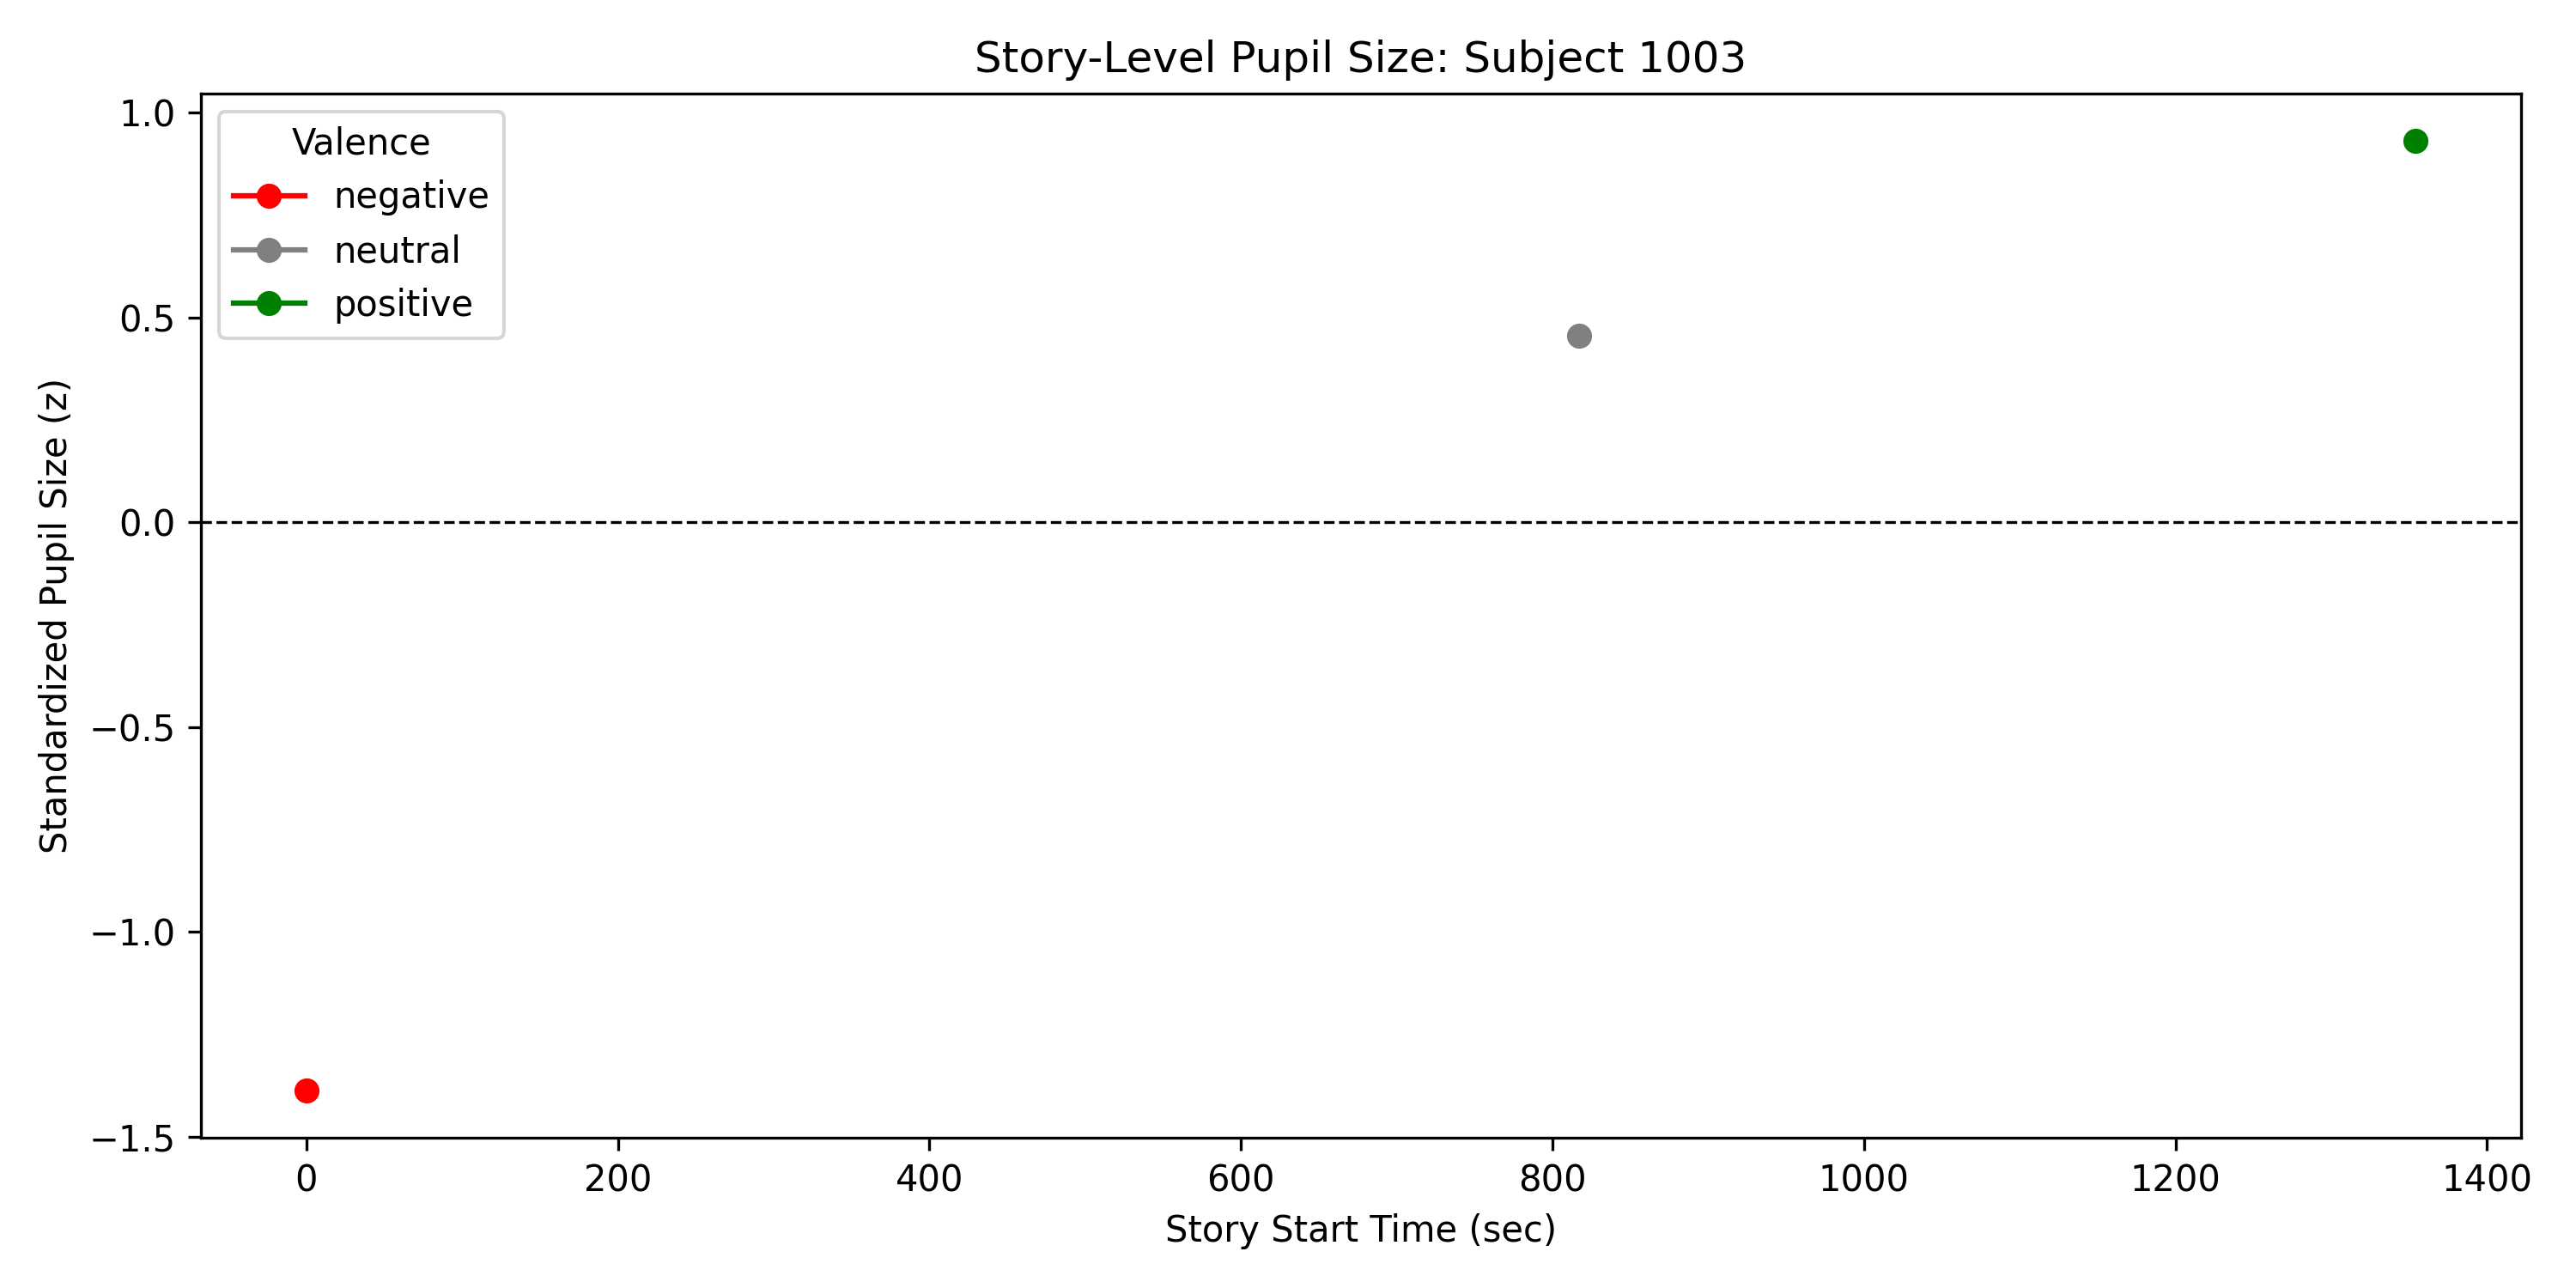 Story-Level Pupil Size: Subject 1003
Valence
negative
neutral
positive
Standardized Pupil Size (z)
1.0
0.5
0.0
−0.5
−1.0
−1.5
0 200 400 600 800 1000 1200 1400
Story Start Time (sec)